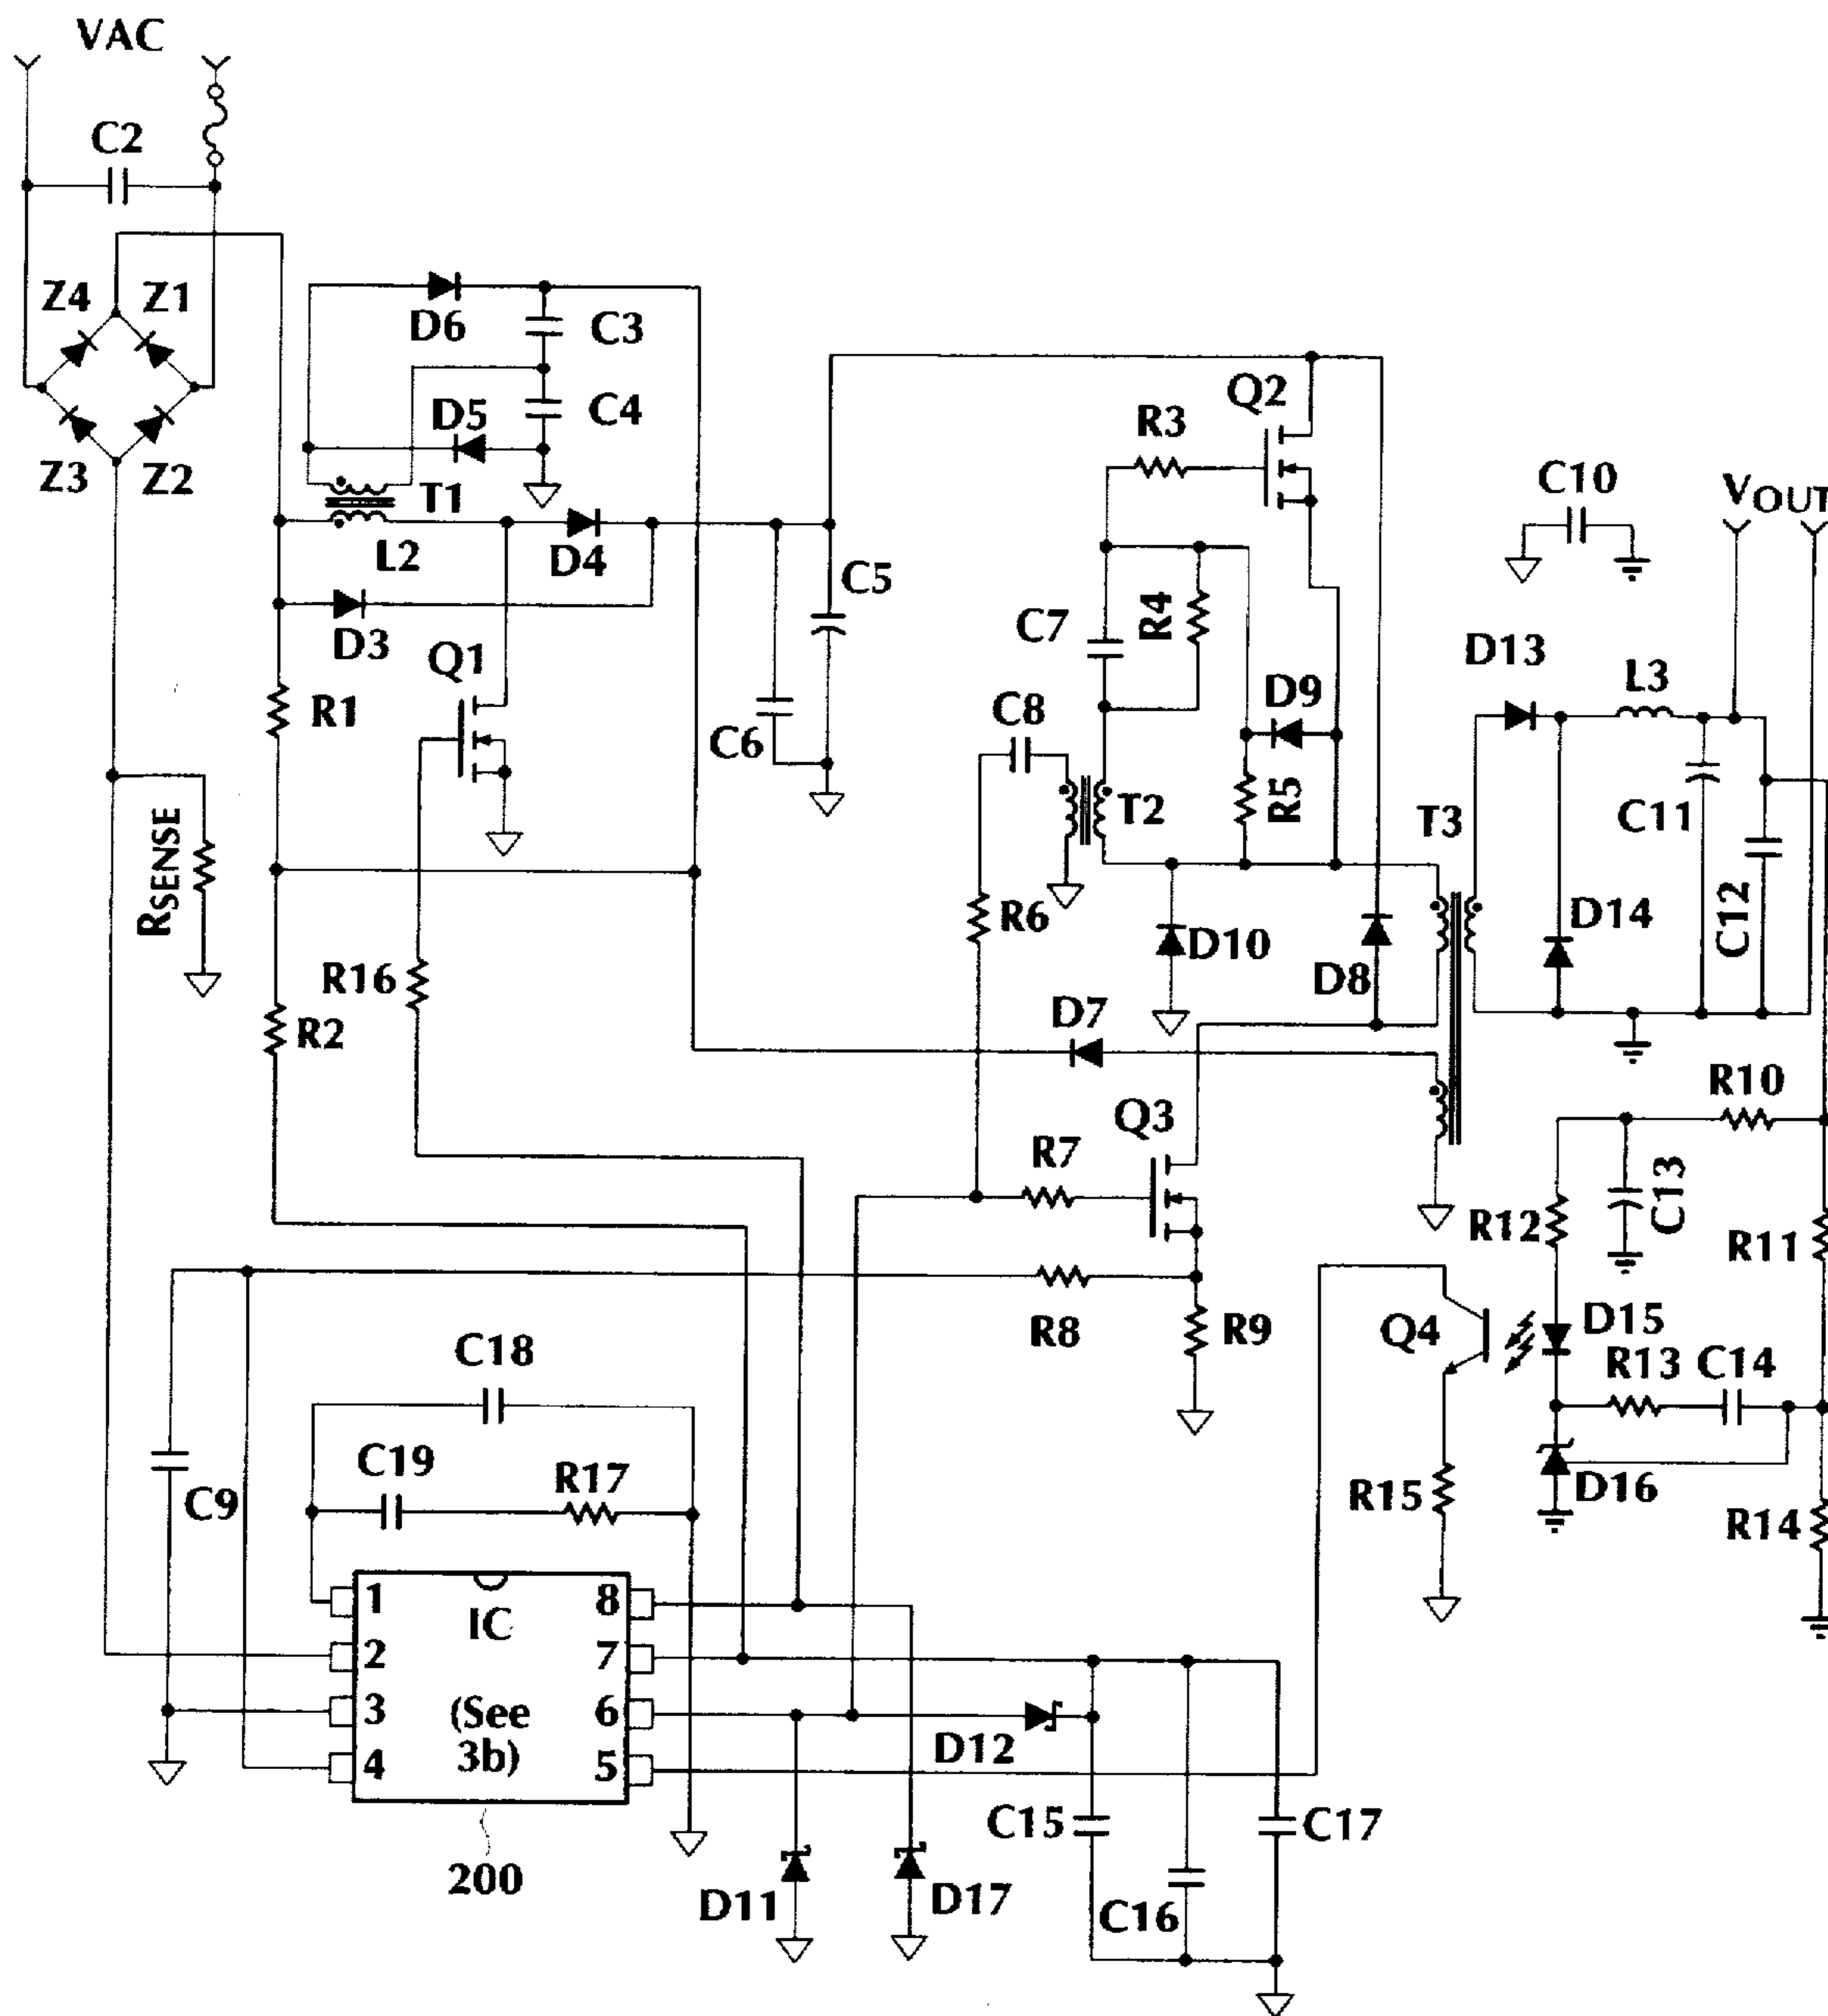 VAC
C2
Z4 Z1
Z3 Z2
D6
C3
C4
D5
T1
L2
D4
D3
Q1
R1
C5
C6
RSENSE
R16
R2
Q2
R3
C7
R4
C8
D9
R5
T2
R6
D10
D8
D7
T3
C10
VOUT
D13
L3
C11
C12
D14
Q3
R7
R8
R9
R10
C13
R12
R11
Q4
D15
R13 C14
R15
D16
R14
C18
C19
R17
C9
1 IC 8
2 7
3 (See 6
3b)
4 5
200
D12
D11
D17
C15
C16
C17